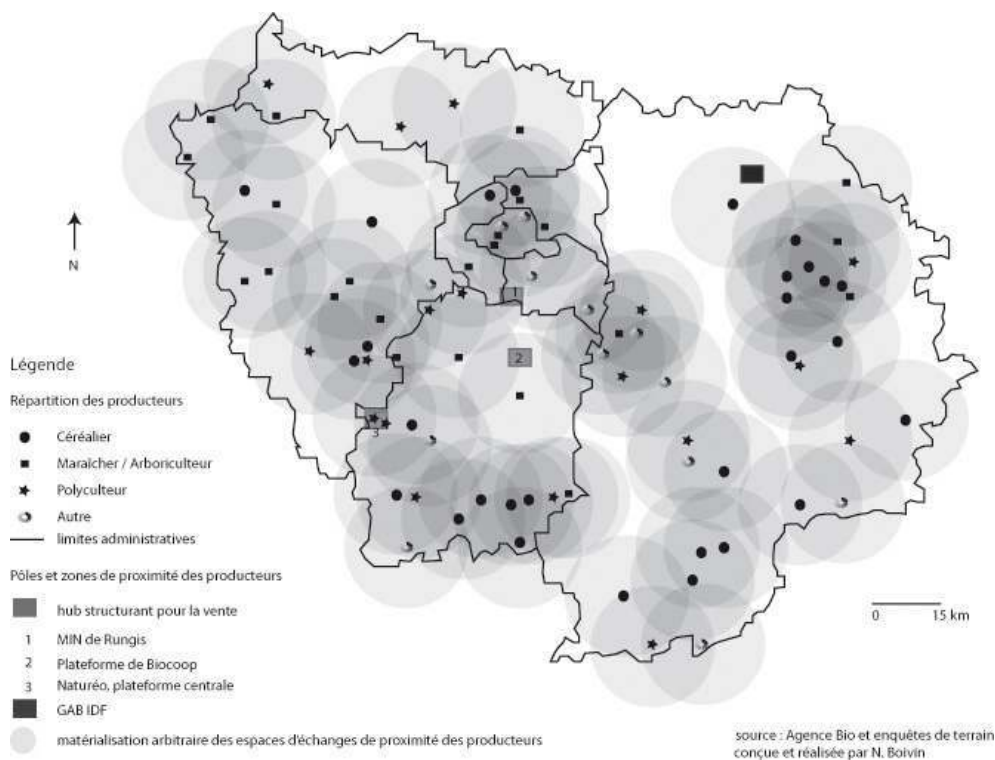 N
1
2
3
Légende
Répartition des producteurs
Céréalier
Maraîcher / Arboriculteur
Polyculteur
Autre
limites administratives
Pôles et zones de proximité des producteurs
hub structurant pour la vente
1 MIN de Rungis
2 Plateforme de Biocoop
3 Naturéo, plateforme centrale
GAB IDF
matérialisation arbitraire des espaces d'échanges de proximité des producteurs
0 15 km
source : Agence Bio et enquêtes de terrain
conçue et réalisée par N. Boivin